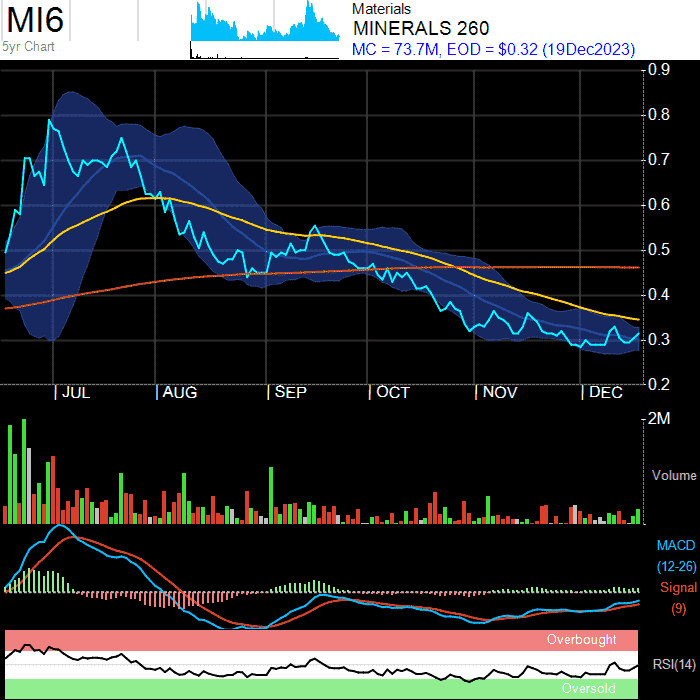 MI6
5yr Chart
Materials
MINERALS 260
MC = 73.7M, EOD = $0.32 (19Dec2023)
0.9
0.8
0.7
0.6
0.5
0.4
0.3
0.2
JUL AUG SEP OCT NOV DEC
2M
Volume
MACD
(12-26)
Signal
(9)
Overbought
RSI(14)
Oversold